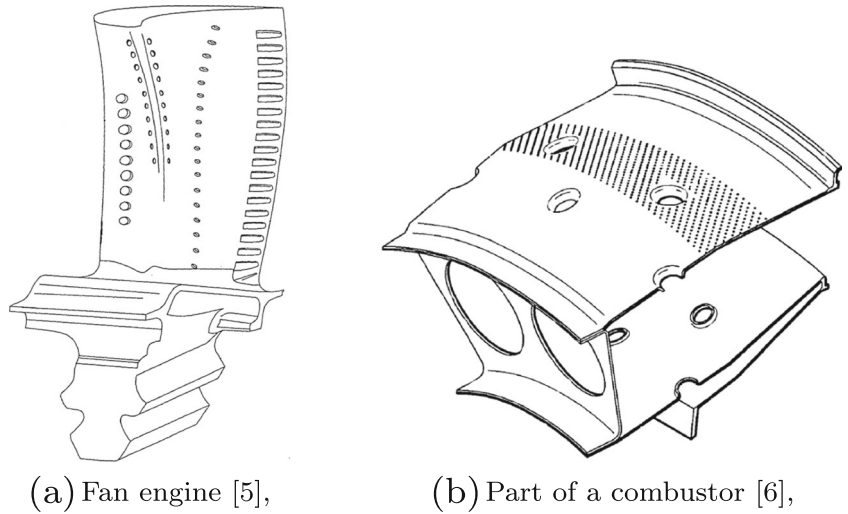 (a) Fan engine [5],
(b) Part of a combustor [6],